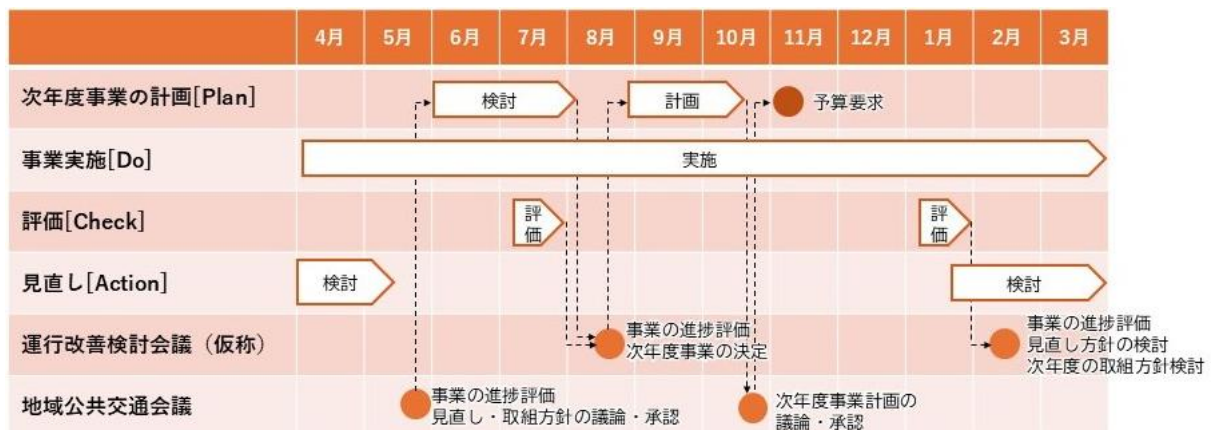 4月 5月 6月 7月 8月 9月 10月 11月 12月 1月 2月 3月
次年度事業の計画[Plan]
検討
計画
予算要求
事業実施[Do]
実施
評価[Check]
評
価
評
価
見直し[Action]
検討
検討
運行改善検討会議（仮称）
事業の進捗評価
次年度事業の決定
事業の進捗評価
見直し方針の検討
次年度の取組方針検討
地域公共交通会議
事業の進捗評価
見直し・取組方針の議論・承認
次年度事業計画の
議論・承認